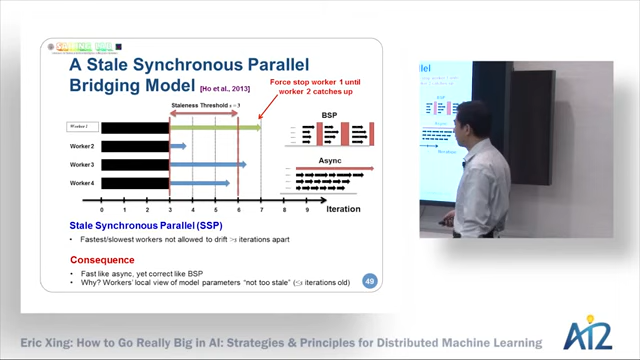 A Stale Synchronous Parallel
Bridging Model [Ho et al., 2013]
Force stop worker 1 until
worker 2 catches up
Staleness Threshold s = 3
Worker 1
Worker 2
Worker 3
Worker 4
0 1 2 3 4 5 6 7 8 9 Iteration
BSP
Async
Stale Synchronous Parallel (SSP)
• Fastest/slowest workers not allowed to drift >s iterations apart
Consequence
• Fast like async, yet correct like BSP
• Why? Workers' local view of model parameters "not too stale" (≤s iterations old)
49
BSP
Eric Xing: How to Go Really Big in AI: Strategies & Principles for Distributed Machine Learning
AI2